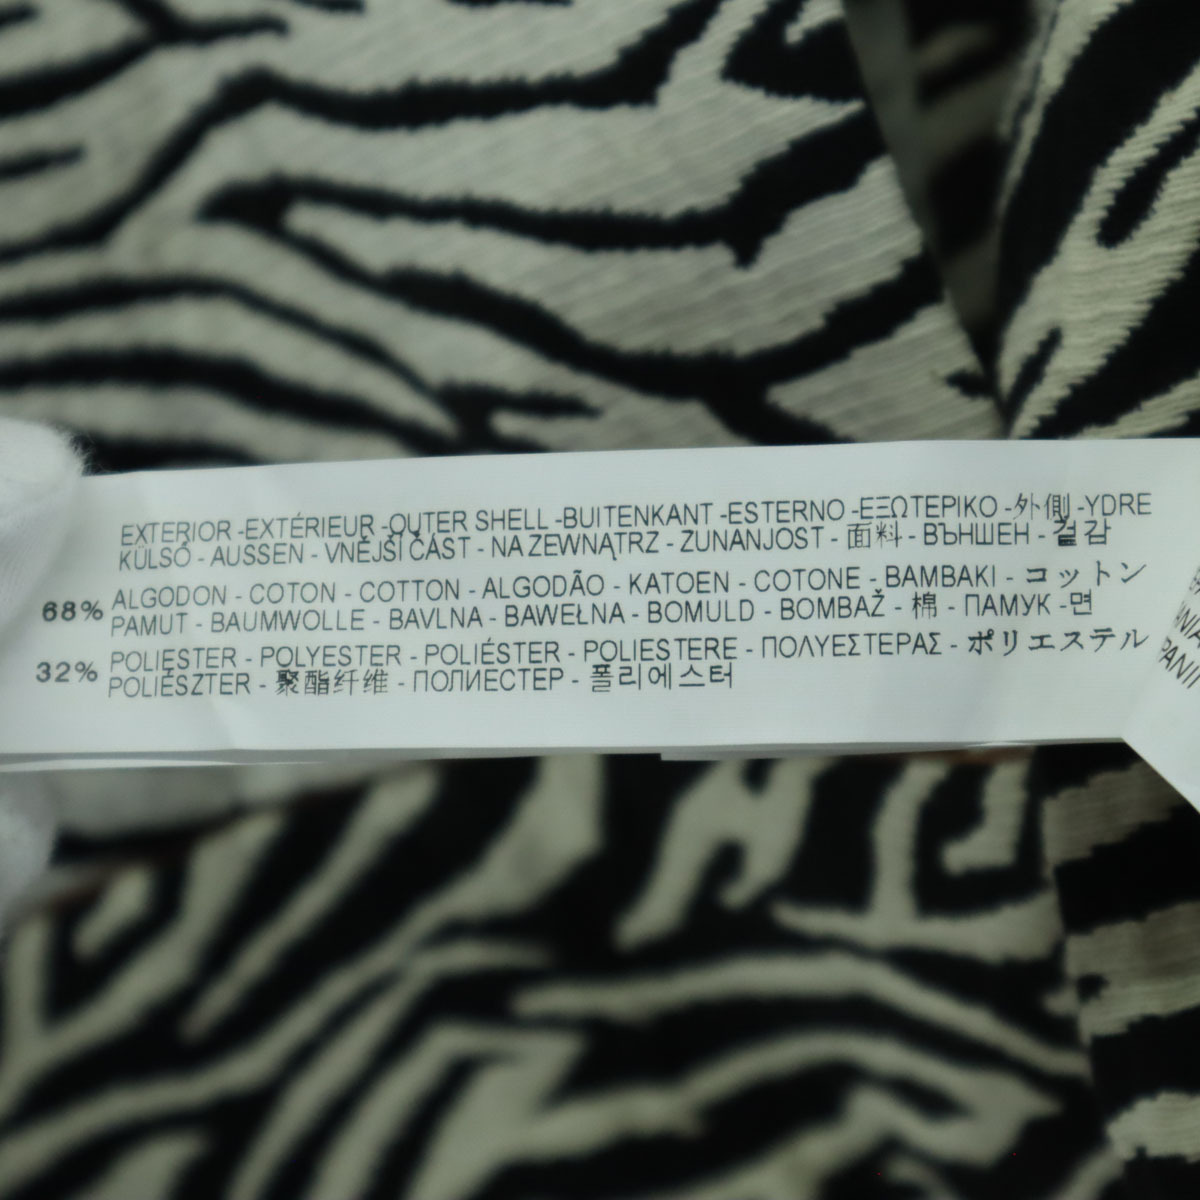 EXTERIOR -EXTÉRIEUR -OUTER SHELL -BUITENKANT -ESTERNO -ΕΞΩΤΕΡΙΚΟ -外側 -YDRE
KÜLSŐ - AUSSEN - VNĚJŠÍ ČÁST - NA ZEWNĄTRZ - ZUNANJOST - 面料 - ВЪНШЕН - 겉감
68% ALGODON - COTON - COTTON - ALGODÃO - KATOEN - COTONE - BAMBAKI - コットン
PAMUT - BAUMWOLLE - BAVLNA - BAWEŁNA - BOMULD - BOMBAŽ - 棉 - ПАМУК -면
32% POLIÉSTER - POLYESTER - POLIÉSTER - POLIESTERE - ΠΟΛΥΕΣΤΕΡΑΣ - ポリエステル
POLIÉSZTER - 聚酯纤维 - ПОЛИЕСТЕР - 폴리에스터